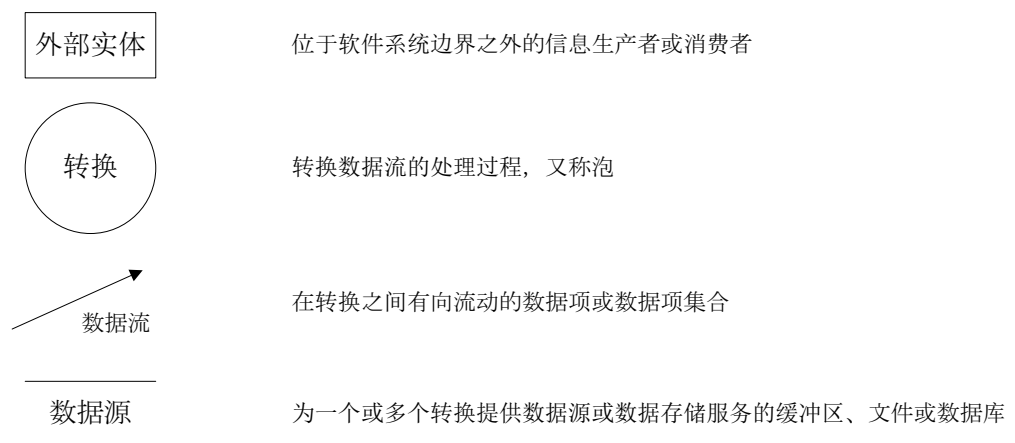 外部实体
位于软件系统边界之外的信息生产者或消费者
转换
转换数据流的处理过程，又称泡
在转换之间有向流动的数据项或数据项集合
数据流
数据源
为一个或多个转换提供数据源或数据存储服务的缓冲区、文件或数据库